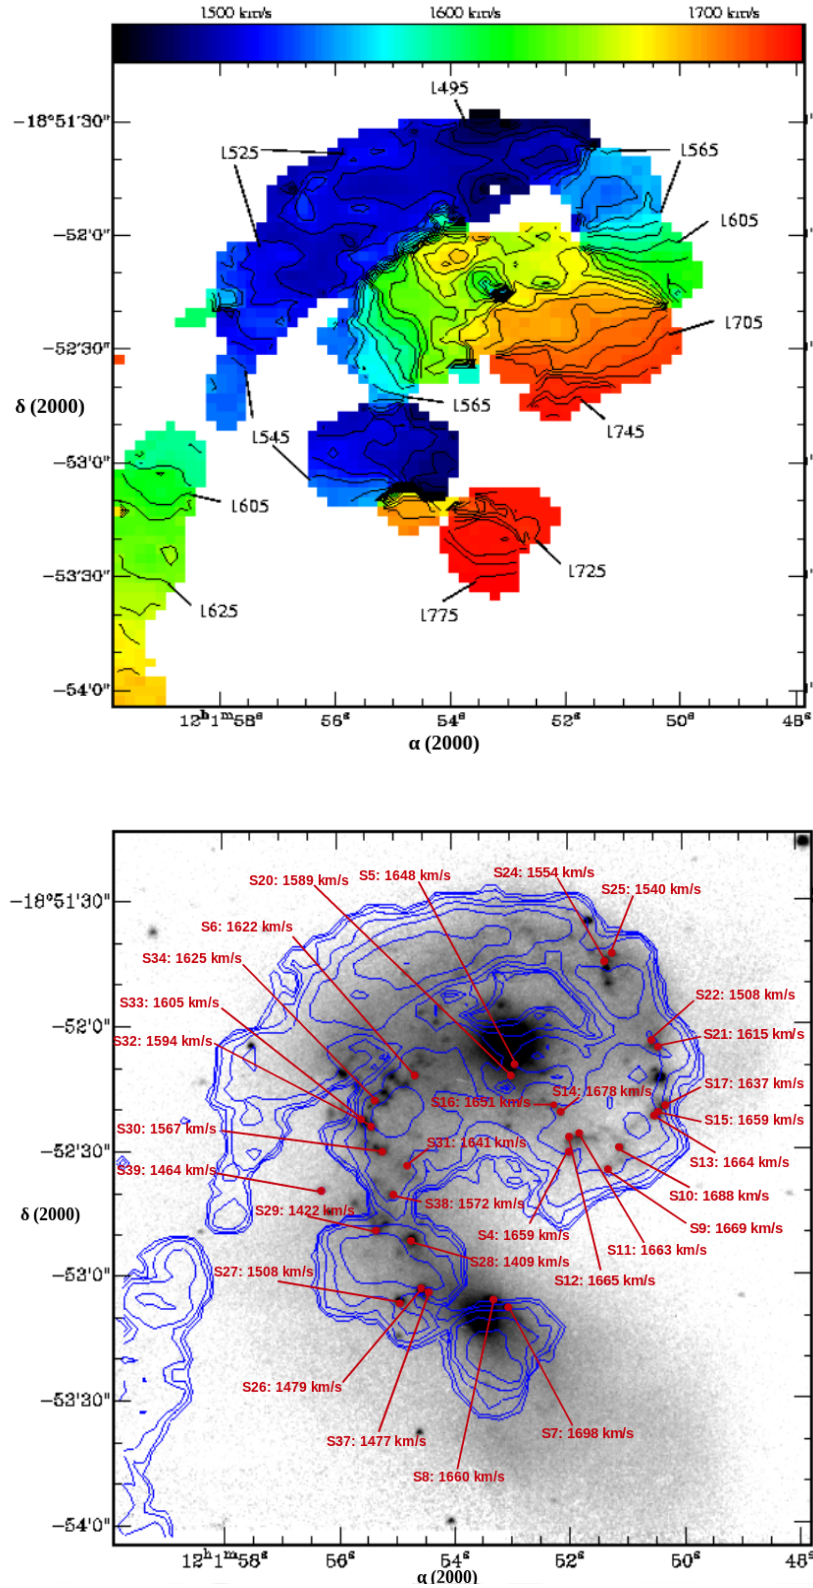 1500 km/s 1600 km/s 1700 km/s
1495
-18°51'30"
1525 1565
1605
-52'0"
1705
-52'30"
1565
δ (2000)
1745
1545
-53'0"
1605
1725
-53'30"
1625 1775
-54'0"
12h1m58s 56s 54s 52s 50s 48s
α (2000)
S24: 1554 km/s
S5: 1648 km/s
S20: 1589 km/s
S25: 1540 km/s
-18°51'30"
S6: 1622 km/s
S34: 1625 km/s
S22: 1508 km/s
S33: 1605 km/s
-52'0"
S21: 1615 km/s
S32: 1594 km/s
S17: 1637 km/s
S14: 1678 km/s
S16: 1651 km/s
S15: 1659 km/s
S30: 1567 km/s
S31: 1641 km/s
-52'30"
S13: 1664 km/s
S39: 1464 km/s
S10: 1688 km/s
S38: 1572 km/s
S29: 1422 km/s
δ (2000)
S9: 1669 km/s
S4: 1659 km/s
S11: 1663 km/s
S28: 1409 km/s
S27: 1508 km/s
-53'0"
S12: 1665 km/s
S26: 1479 km/s
-53'30"
S7: 1698 km/s
S37: 1477 km/s
S8: 1660 km/s
-54'0"
12h1m58s 56s 54s 52s 50s 48s
α (2000)